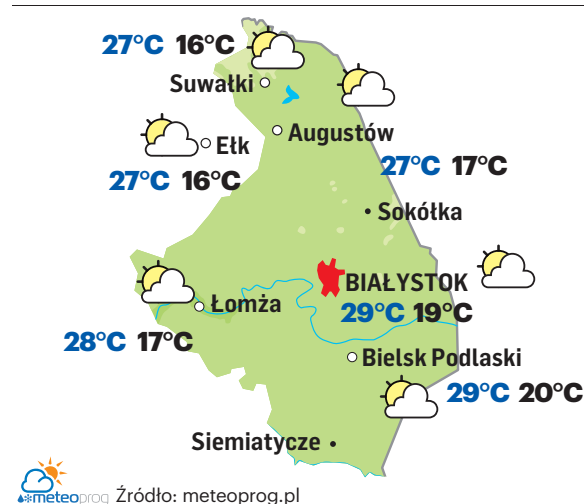 27°C 16°C
Suwałki
Augustów
Ełk
27°C 16°C
27°C 17°C
Sokółka
BIAŁYSTOK
29°C 19°C
Łomża
28°C 17°C
Bielsk Podlaski
29°C 20°C
Siemiatycze
meteoprog Źródło: meteoprog.pl